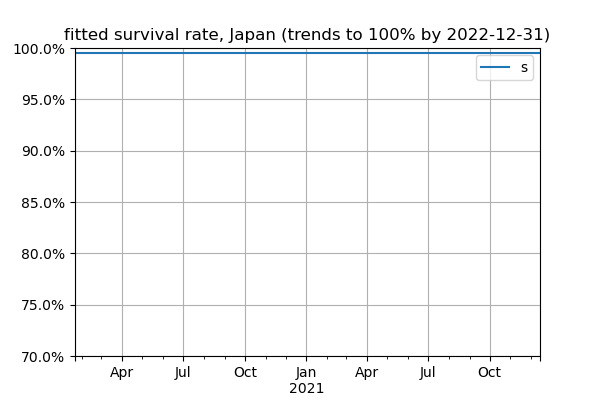 fitted survival rate, Japan (trends to 100% by 2022-12-31)
100.0%
s
95.0%
90.0%
85.0%
80.0%
75.0%
70.0%
Apr Jul Oct Jan Apr Jul Oct
2021